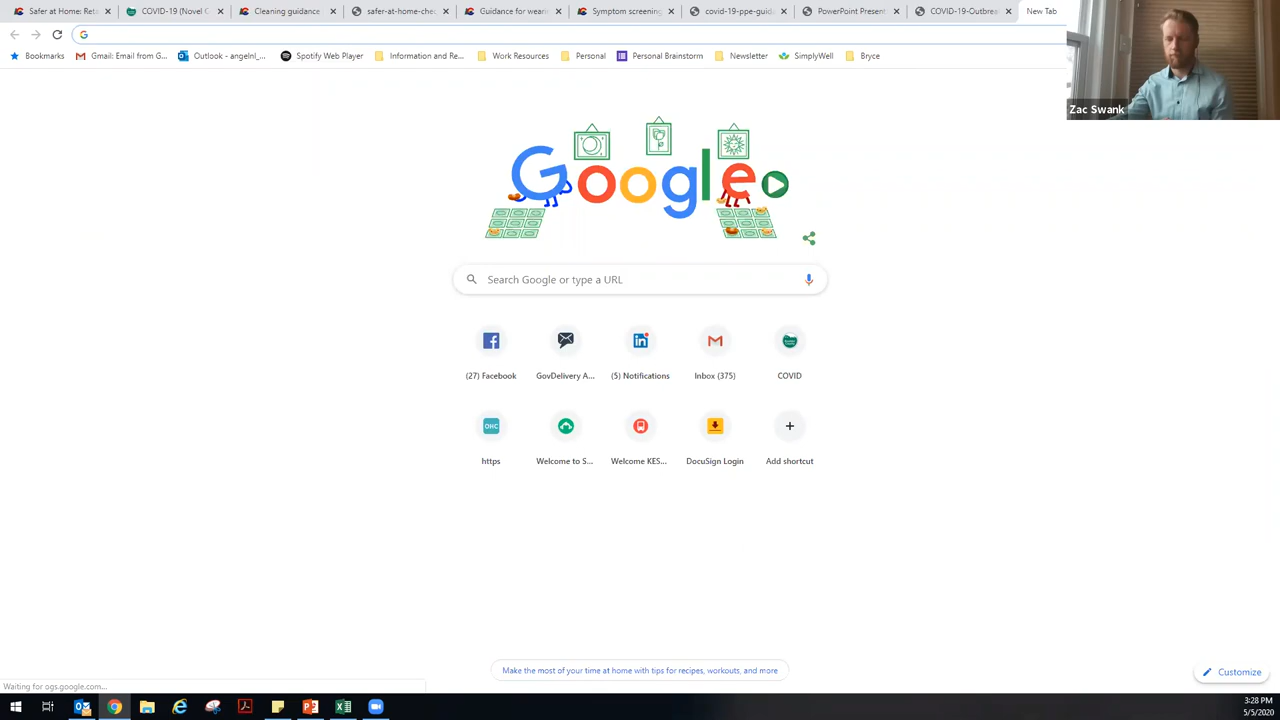 Safer at Home: Reta
COVID-19 (Novel C
Cleaning guidance
safer-at-home-che
Guidance for wear
Symptom screening
covid-19-ppe-guid
PowerPoint Present
COVID-19-Outbrea
New Tab
Bookmarks
Gmail: Email from G...
Outlook - angelnl_...
Spotify Web Player
Information and Re...
Work Resources
Personal
Personal Brainstorm
Newsletter
SimplyWell
Bryce
Zac Swank
Google
Search Google or type a URL
(27) Facebook
GovDelivery A...
(5) Notifications
Inbox (375)
COVID
OHC
https
Welcome to S...
Welcome KES...
DocuSign Login
Add shortcut
Make the most of your time at home with tips for recipes, workouts, and more
Customize
Waiting for ogs.google.com...
3:28 PM
5/5/2020